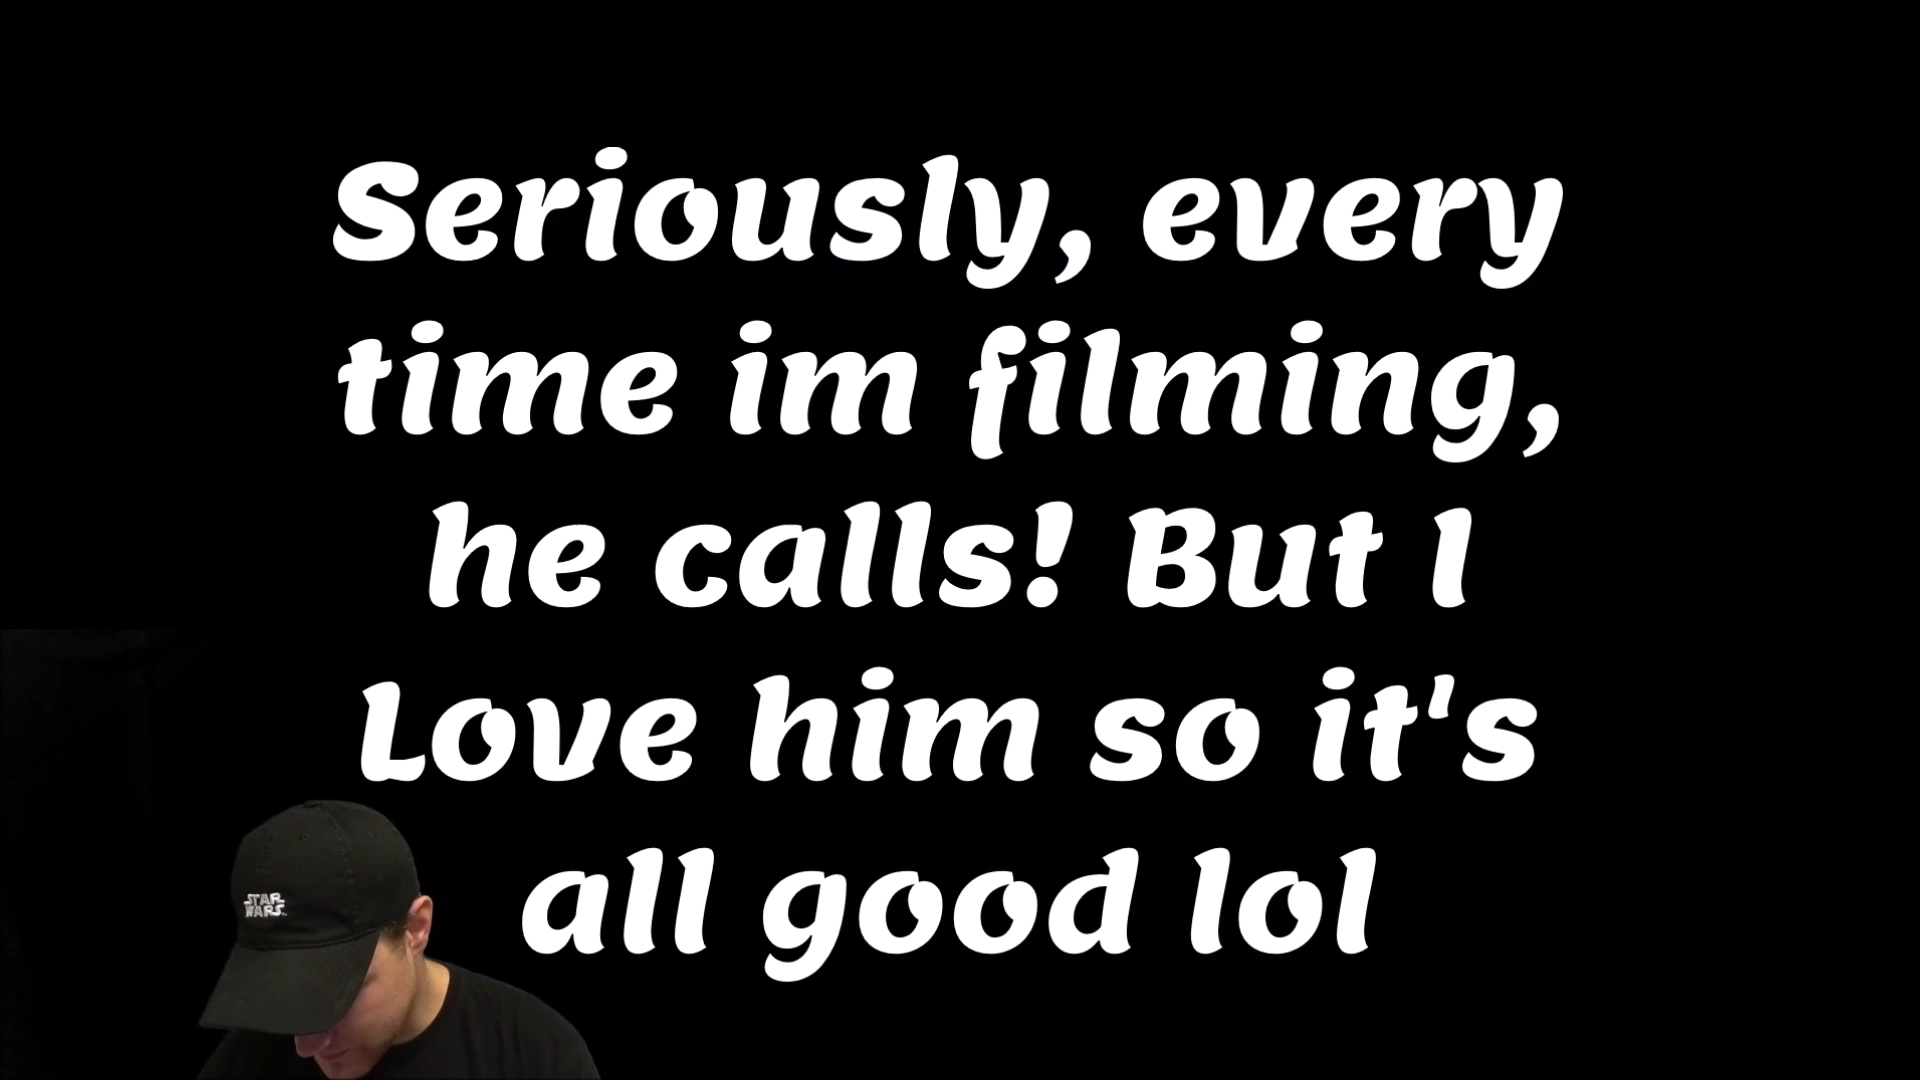 Seriously, every
time im filming,
he calls! But I
Love him so it's
all good lol
STAR
WARS